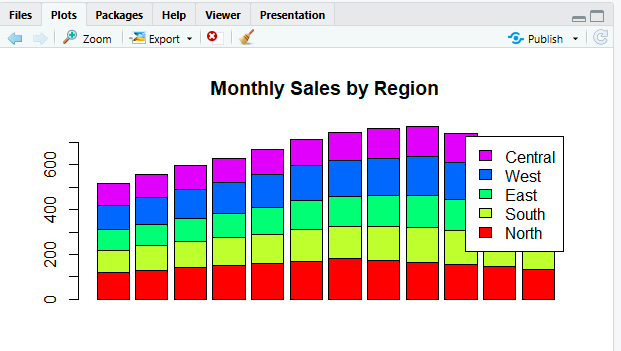 Files Plots Packages Help Viewer Presentation
Zoom Export Publish
Monthly Sales by Region
600
400
200
0
Central
West
East
South
North